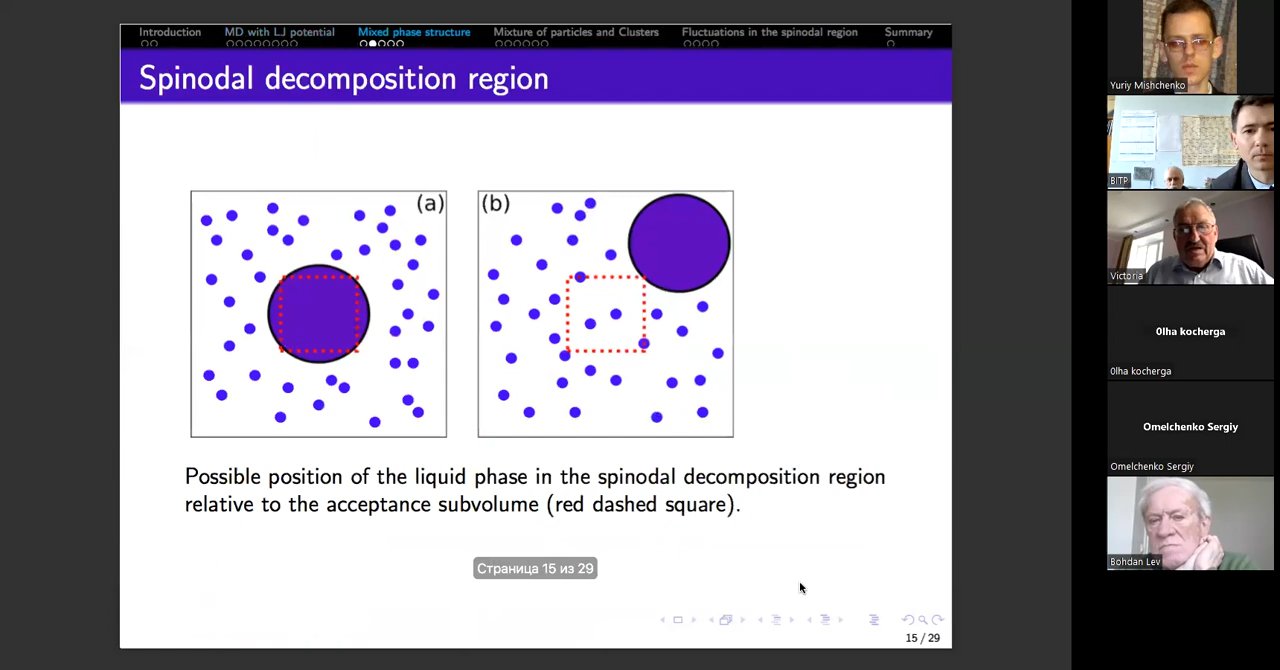 Introduction
MD with LJ potential
Mixed phase structure
Mixture of particles and Clusters
Fluctuations in the spinodal region
Summary
Spinodal decomposition region
(a)
(b)
Possible position of the liquid phase in the spinodal decomposition region
relative to the acceptance subvolume (red dashed square).
Страница 15 из 29
15 / 29
Yuriy Mishchenko
BITP
Victoria
Olha kocherga
Olha kocherga
Omelchenko Sergiy
Omelchenko Sergiy
Bohdan Lev